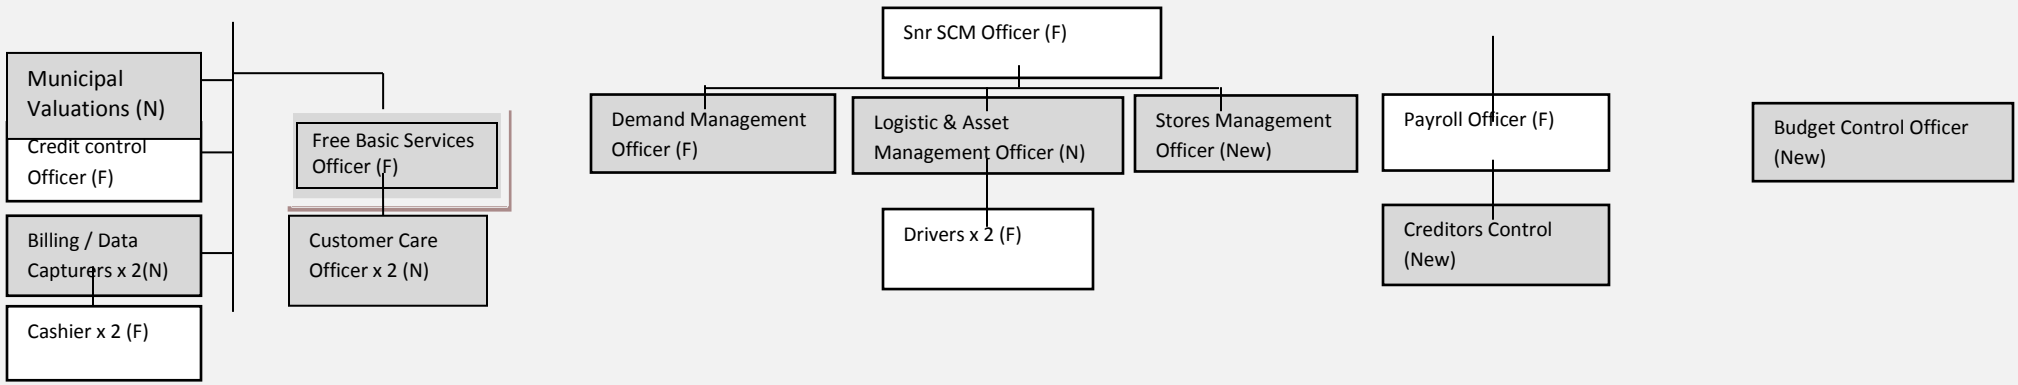 Municipal
Valuations (N)
Credit control
Officer (F)
Billing / Data
Capturers x 2(N)
Cashier x 2 (F)
Free Basic Services
Officer (F)
Customer Care
Officer x 2 (N)
Snr SCM Officer (F)
Demand Management
Officer (F)
Logistic & Asset
Management Officer (N)
Stores Management
Officer (New)
Drivers x 2 (F)
Payroll Officer (F)
Creditors Control
(New)
Budget Control Officer
(New)